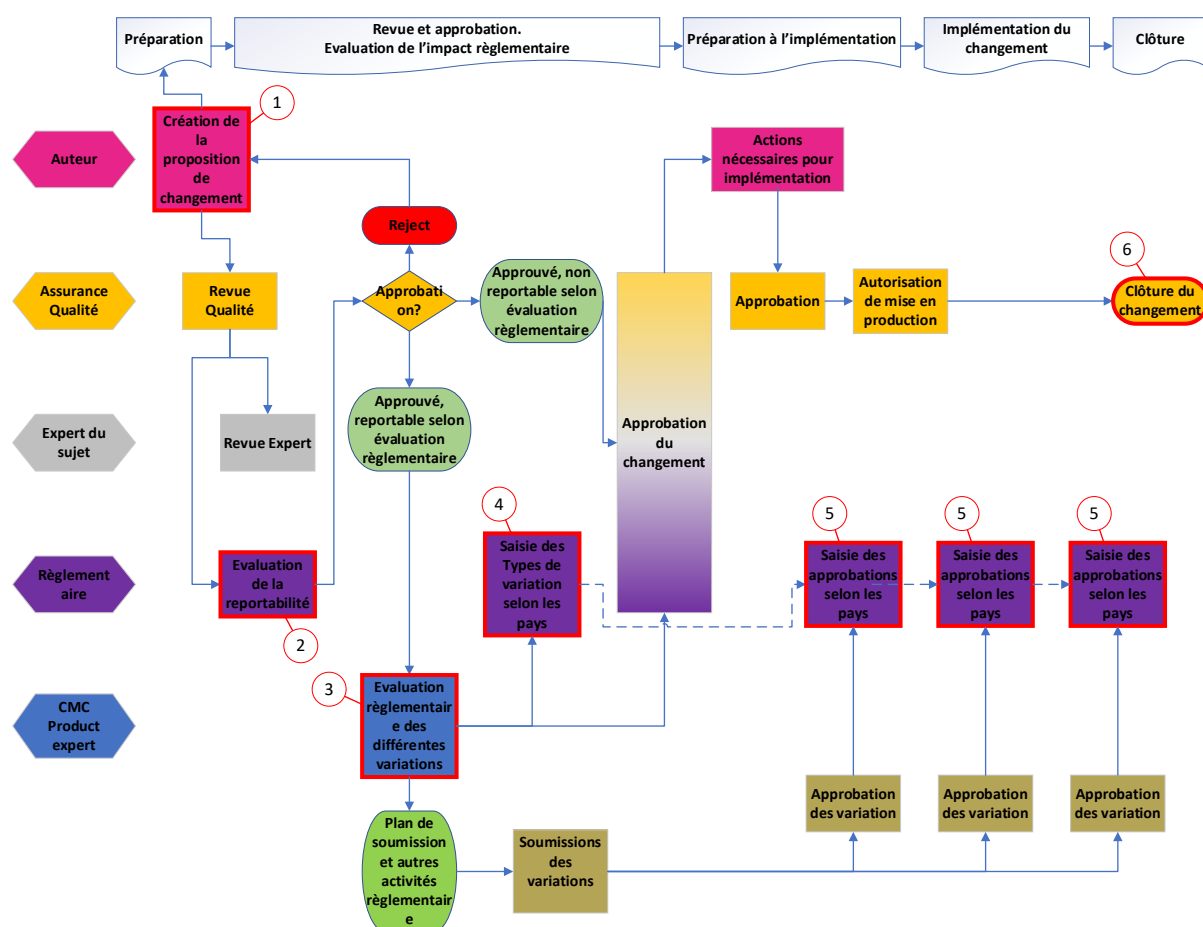 Préparation
Revue et approbation.
Evaluation de l'impact règlementaire
Préparation à l'implémentation
Implémentation du
changement
Clôture
1
Auteur
Création de
la
proposition
de
changement
Actions
nécessaires pour
implémentation
Reject
6
Assurance
Qualité
Revue
Qualité
Approbati
on?
Approuvé, non
reportable selon
évaluation
règlementaire
Approbation
Autorisation
de mise en
production
Clôture du
changement
Expert du
sujet
Revue Expert
Approuvé,
reportable selon
évaluation
règlementaire
Approbation
du
changement
4
5
5
5
Règlement
aire
Evaluation
de la
reportabilité
2
Saisie des
Types de
variation
selon les
pays
Saisie des
approbations
selon les
pays
Saisie des
approbations
selon les
pays
Saisie des
approbations
selon les
pays
3
CMC
Product
expert
Evaluation
règlementair
e des
différentes
variations
Approbation
des variation
Approbation
des variation
Approbation
des variation
Plan de
soumission
et autres
activités
règlementair
e
Soumissions
des
variations